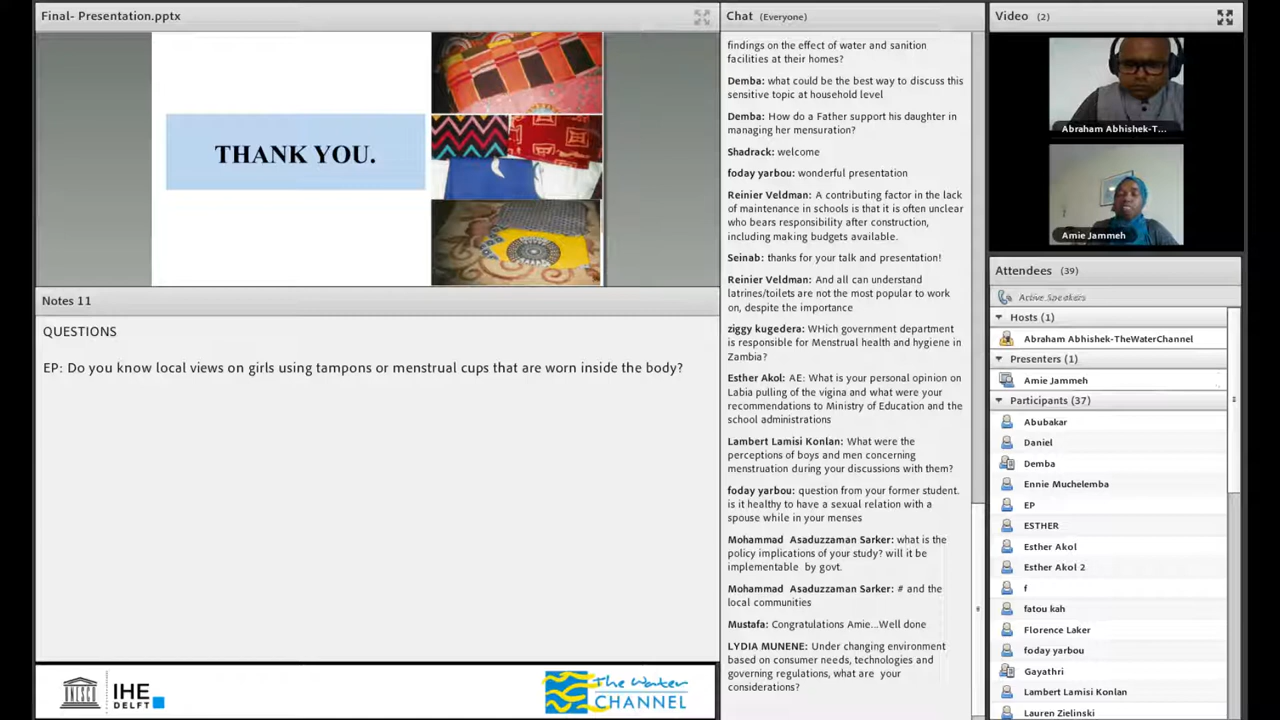 Final- Presentation.pptx
THANK YOU.
Notes 11
QUESTIONS
EP: Do you know local views on girls using tampons or menstrual cups that are worn inside the body?
UNESCO
IHE
DELFT
The Water
CHANNEL
Chat (Everyone)
findings on the effect of water and sanition
facilities at their homes?
Demba: what could be the best way to discuss this
sensitive topic at household level
Demba: How do a Father support his daughter in
managing her mensuration?
Shadrack: welcome
foday yarbou: wonderful presentation
Reinier Veldman: A contributing factor in the lack
of maintenance in schools is that it is often unclear
who bears responsibility after construction,
including making budgets available.
Seinab: thanks for your talk and presentation!
Reinier Veldman: And all can understand
latrines/toilets are not the most popular to work
on, despite the importance
ziggy kugedera: WHich government department
is responsible for Menstrual health and hygiene in
Zambia?
Esther Akol: AE: What is your personal opinion on
Labia pulling of the vigina and what were your
recommendations to Ministry of Education and the
school administrations
Lambert Lamisi Konlan: What were the
perceptions of boys and men concerning
menstruation during your discussions with them?
foday yarbou: question from your former student.
is it healthy to have a sexual relation with a
spouse while in your menses
Mohammad Asaduzzaman Sarker: what is the
policy implications of your study? will it be
implementable by govt.
Mohammad Asaduzzaman Sarker: # and the
local communities
Mustafa: Congratulations Amie...Well done
LYDIA MUNENE: Under changing environment
based on consumer needs, technologies and
governing regulations, what are your
considerations?
Video (2)
Abraham Abhishek-T...
Amie Jammeh
Attendees (39)
Active Speakers
Hosts (1)
Abraham Abhishek-TheWaterChannel
Presenters (1)
Amie Jammeh
Participants (37)
Abubakar
Daniel
Demba
Ennie Muchelemba
EP
ESTHER
Esther Akol
Esther Akol 2
f
fatou kah
Florence Laker
foday yarbou
Gayathri
Lambert Lamisi Konlan
Lauren Zielinski